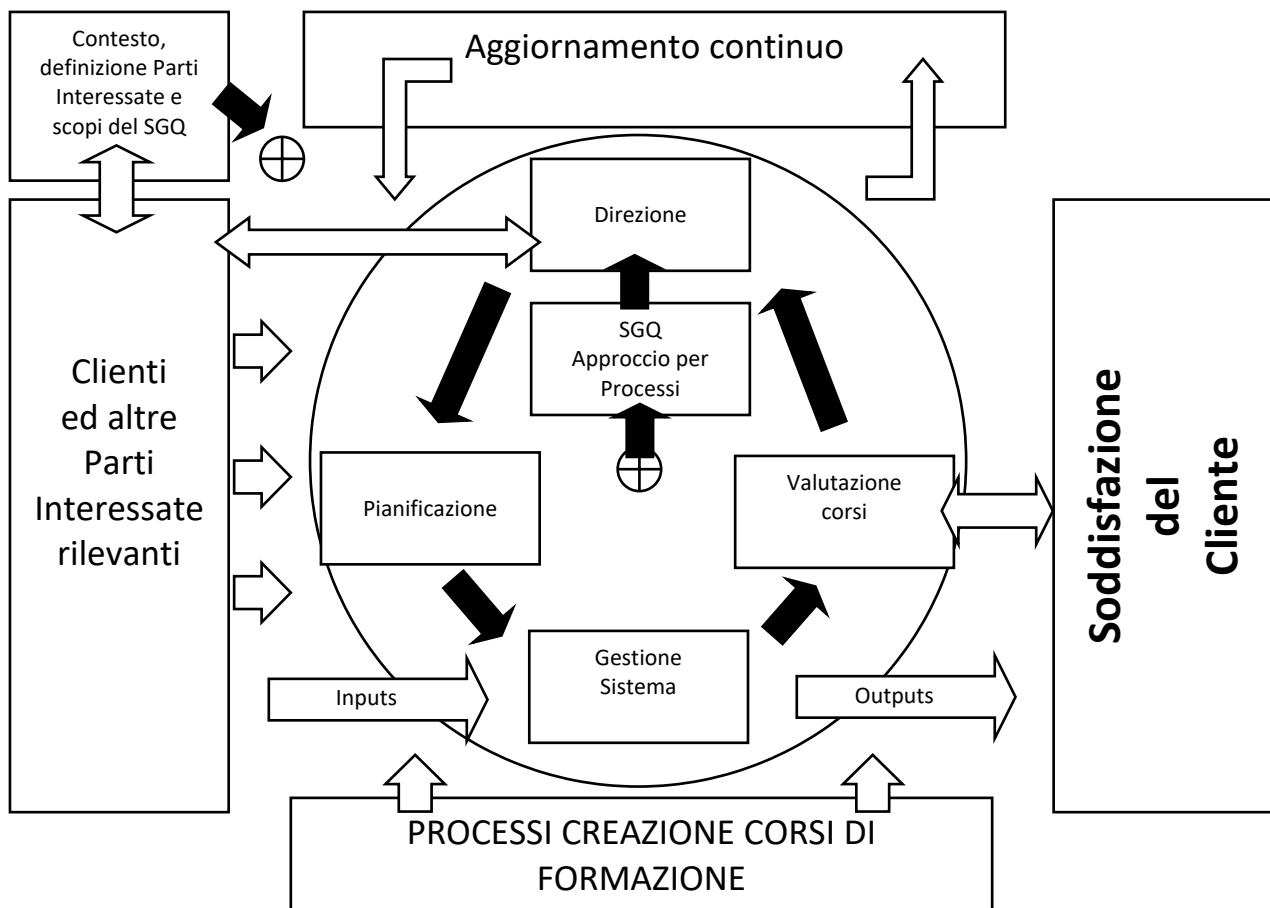 Contesto,
definizione Parti
Interessate e
scopi del SGQ
Aggiornamento continuo
Direzione
SGQ
Approccio per
Processi
Clienti
ed altre
Parti
Interessate
rilevanti
Pianificazione
Valutazione
corsi
Soddisfazione
del
Cliente
Gestione
Sistema
Inputs
Outputs
PROCESSI CREAZIONE CORSI DI
FORMAZIONE